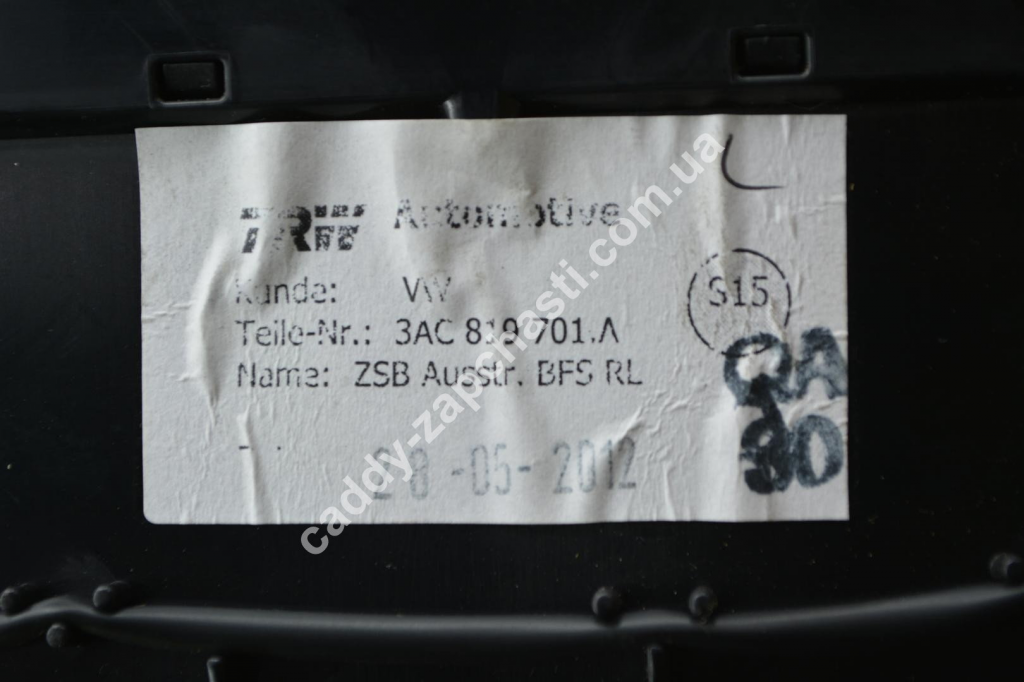 TRW Automotive
Kunde: VW
S15
Teile-Nr.: 3AC 819 701.A
Name: ZSB Ausstr. BFS RL
QA
80
28 -05- 2012
caddy-zapchasti.com.ua